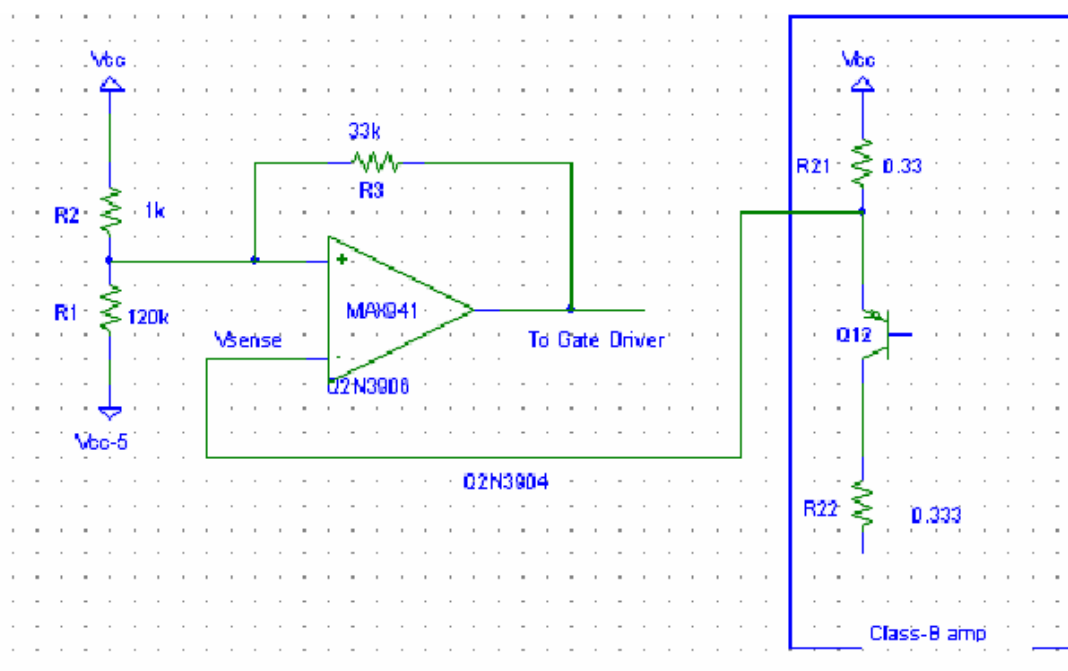 Vcc
Vcc
33k
R21 0.33
R3
R2 1k
+
R1 120k
MAX941
Vsense
To Gate Driver
Q12
-
Q2N3906
Vcc-5
Q2N3904
R22 0.333
Class-B amp